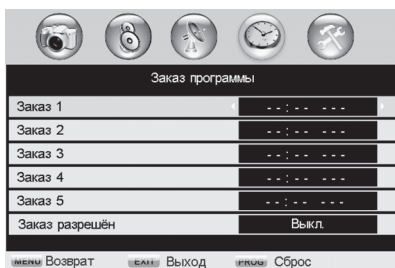 Заказ программы
Заказ 1 --:-- ---
Заказ 2 --:-- ---
Заказ 3 --:-- ---
Заказ 4 --:-- ---
Заказ 5 --:-- ---
Заказ разрешён Выкл.
MENU Возврат EXIT Выход PROG Сброс